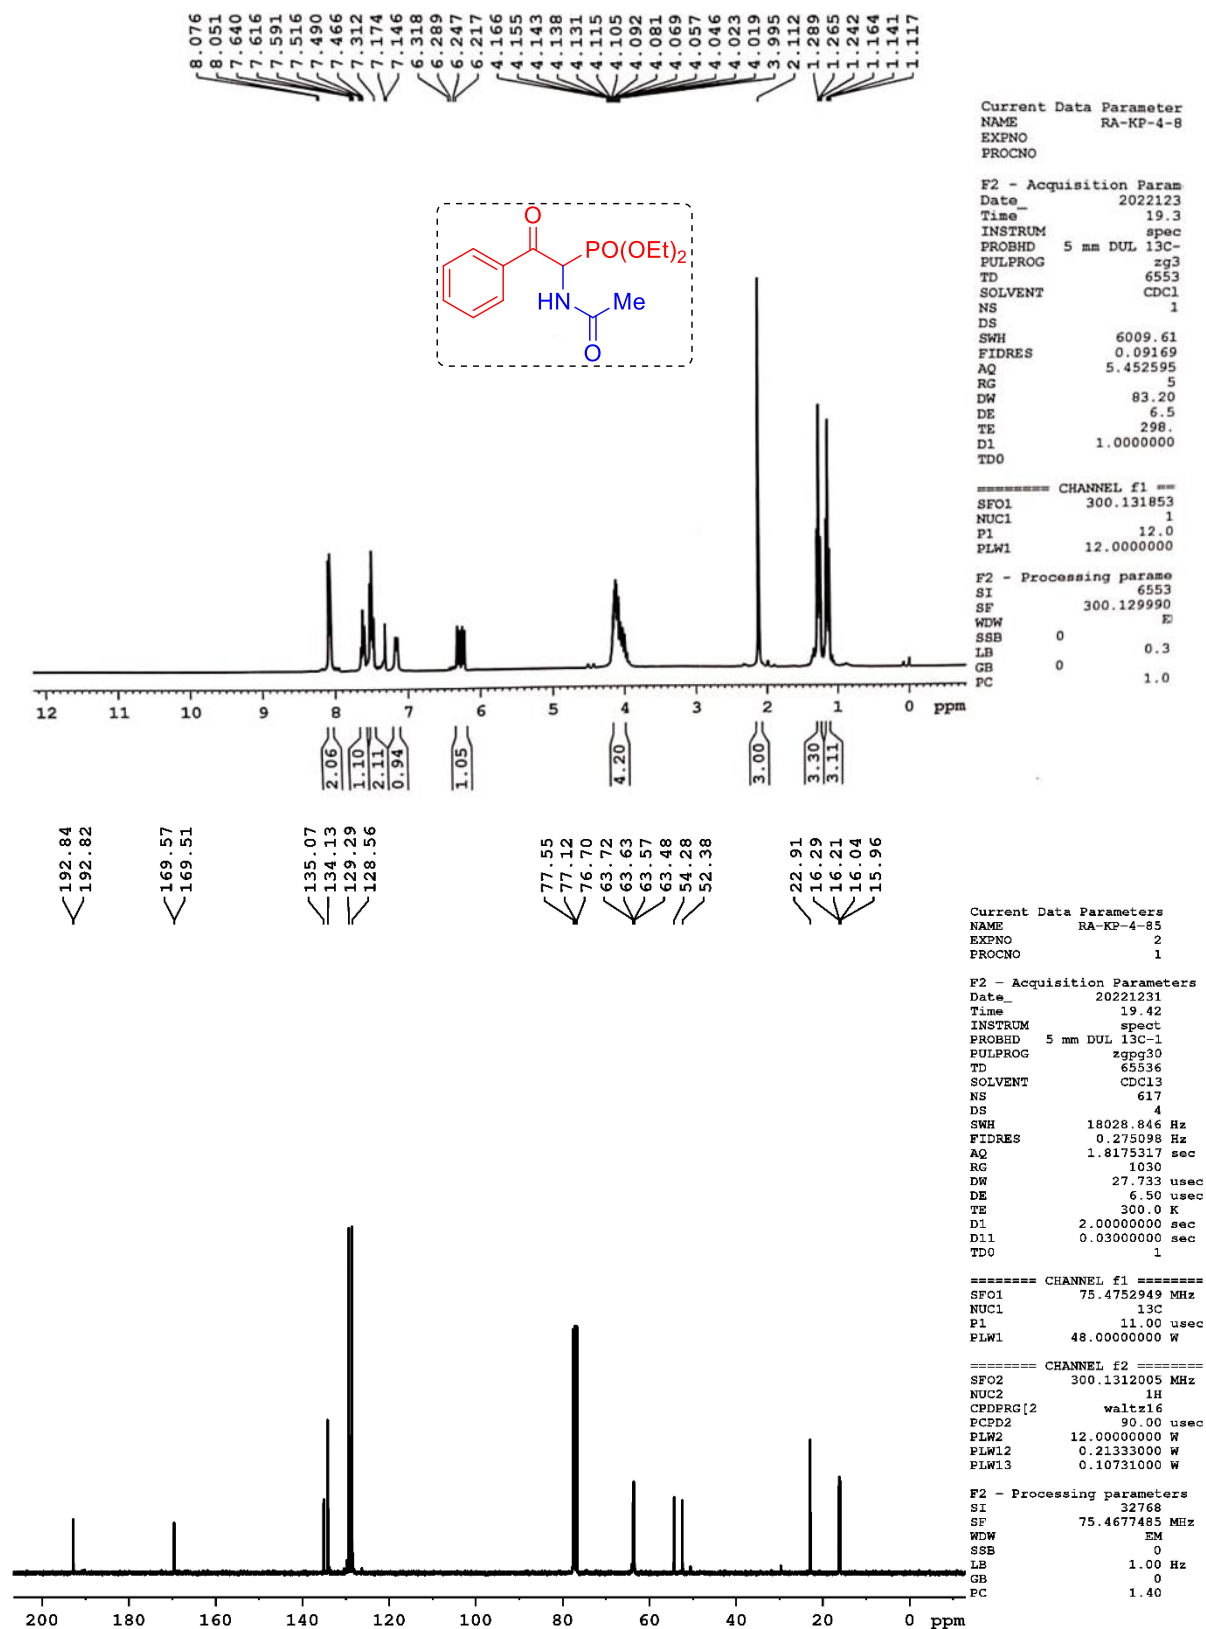 8.076
8.051
7.640
7.616
7.591
7.516
7.490
7.466
7.312
7.174
7.146
6.318
6.289
6.247
6.217
4.166
4.155
4.143
4.138
4.131
4.115
4.105
4.092
4.081
4.069
4.057
4.046
4.023
4.019
3.995
2.112
1.289
1.265
1.242
1.164
1.141
1.117
Current Data Parameter
NAME RA-KP-4-8
EXPNO
PROCNO
F2 - Acquisition Param
Date_ 2022123
Time 19.3
INSTRUM spec
PROBHD 5 mm DUL 13C-
PULPROG zg3
TD 6553
SOLVENT CDCl
NS 1
DS
SWH 6009.61
FIDRES 0.09169
AQ 5.452595
RG 5
DW 83.20
DE 6.5
TE 298.
D1 1.0000000
TD0
======== CHANNEL f1 ==
SFO1 300.131853
NUC1 1
P1 12.0
PLW1 12.0000000
F2 - Processing parame
SI 6553
SF 300.129990
WDW E
SSB 0
LB 0.3
GB 0
PC 1.0
O
PO(OEt)2
HN
Me
O
12 11 10 9 8 7 6 5 4 3 2 1 0 ppm
2.06
1.10
2.11
0.94
1.05
4.20
3.00
3.30
3.11
192.84
192.82
169.57
169.51
135.07
134.13
129.29
128.56
77.55
77.12
76.70
63.72
63.63
63.57
63.48
54.28
52.38
22.91
16.29
16.21
16.04
15.96
Current Data Parameters
NAME RA-KP-4-85
EXPNO 2
PROCNO 1
F2 - Acquisition Parameters
Date_ 20221231
Time 19.42
INSTRUM spect
PROBHD 5 mm DUL 13C-1
PULPROG zgpg30
TD 65536
SOLVENT CDCl3
NS 617
DS 4
SWH 18028.846 Hz
FIDRES 0.275098 Hz
AQ 1.8175317 sec
RG 1030
DW 27.733 usec
DE 6.50 usec
TE 300.0 K
D1 2.00000000 sec
D11 0.03000000 sec
TD0 1
======== CHANNEL f1 ========
SFO1 75.4752949 MHz
NUC1 13C
P1 11.00 usec
PLW1 48.00000000 W
======== CHANNEL f2 ========
SFO2 300.1312005 MHz
NUC2 1H
CPDPRG[2 waltz16
PCPD2 90.00 usec
PLW2 12.00000000 W
PLW12 0.21333000 W
PLW13 0.10731000 W
F2 - Processing parameters
SI 32768
SF 75.4677485 MHz
WDW EM
SSB 0
LB 1.00 Hz
GB 0
PC 1.40
200 180 160 140 120 100 80 60 40 20 0 ppm